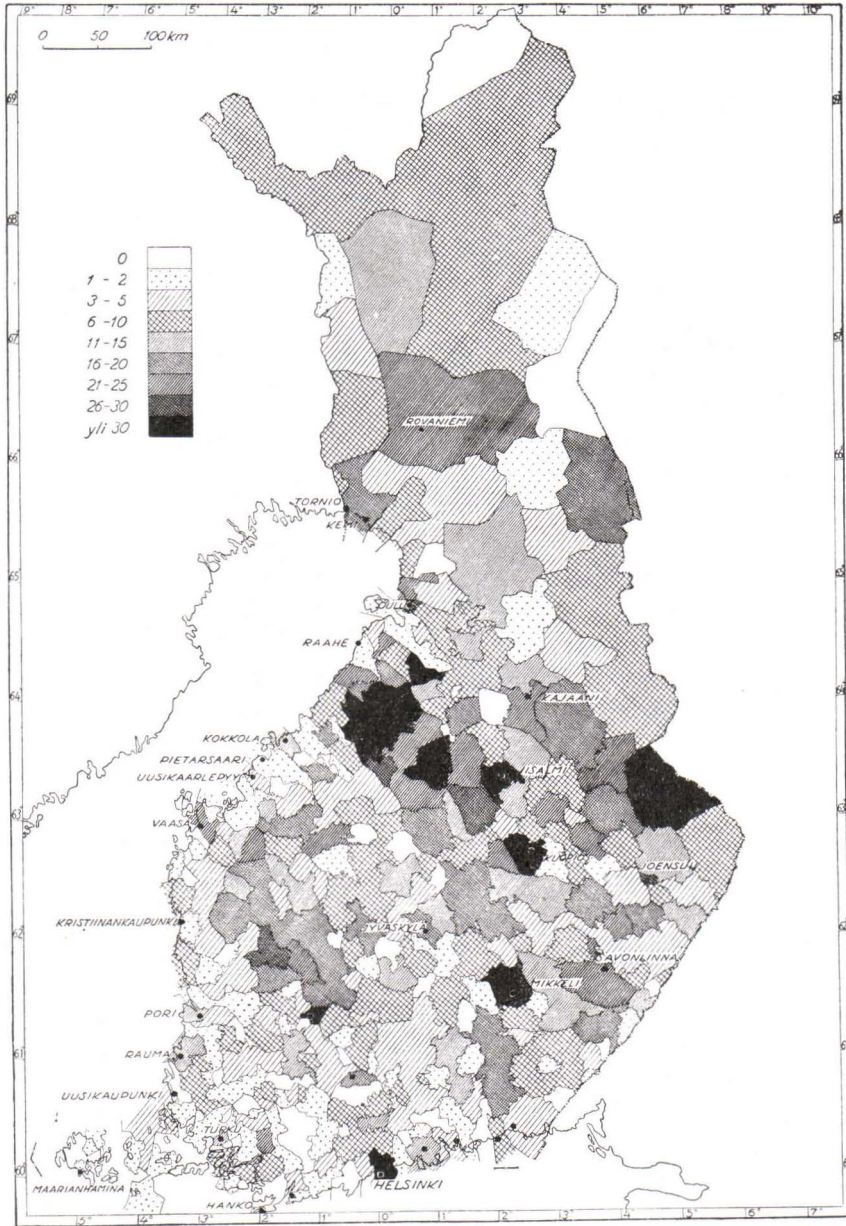 0 50 100 km
0
1 - 2
3 - 5
6 - 10
11 - 15
16 - 20
21 - 25
26 - 30
yli 30
ROVANIEMI
TORNIO
KEMI
OULU
RAAHE
KAJAANI
KOKKOLA
PIETARSAARI
UUSIKAARLEPYY
IISALMI
VAASA
KUOPIO
JOENSUU
KRISTIINANKAUPUNKI
JYVÄSKYLÄ
SAVONLINNA
MIKKELI
PORI
RAUMA
UUSIKAUPUNKI
TURKU
MAARIANHAMINA
HELSINKI
HANKO